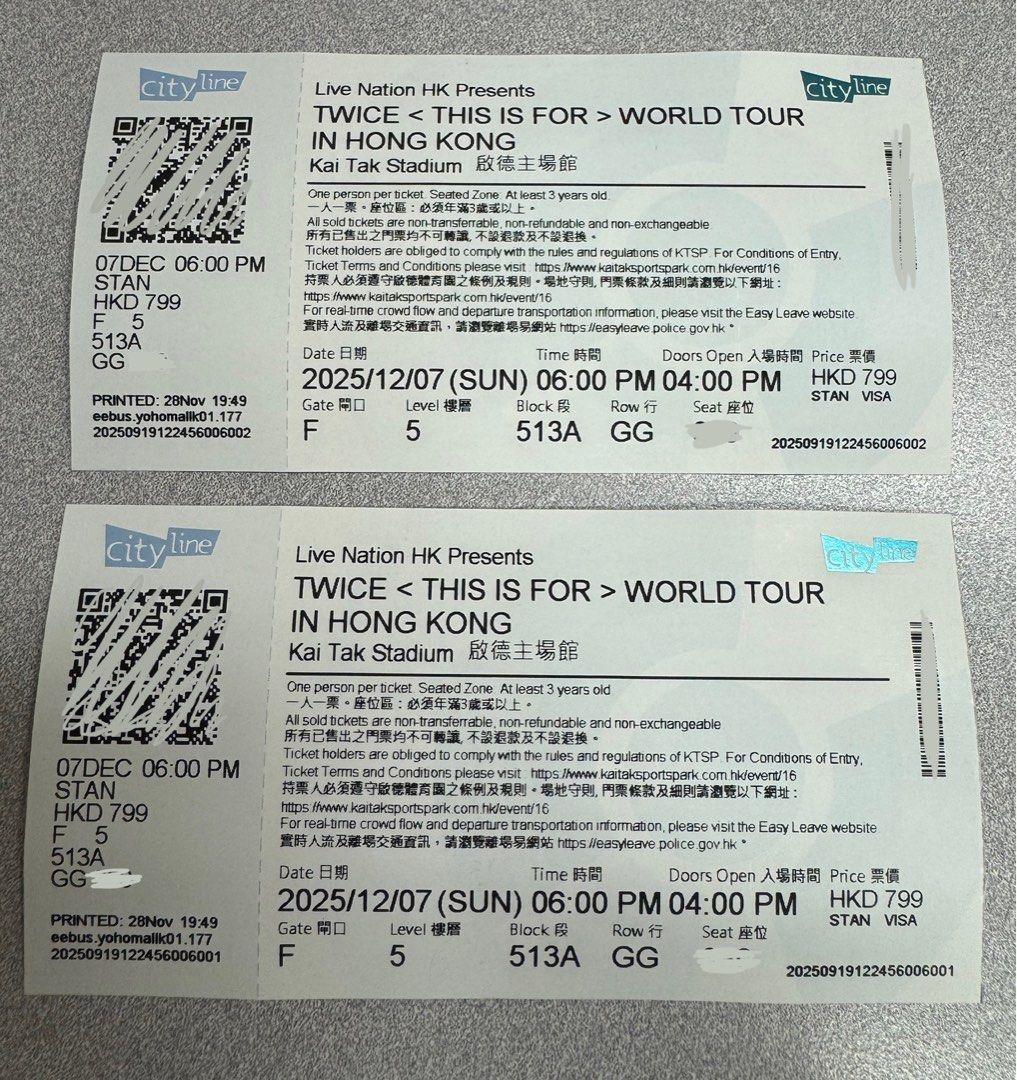 city line
07DEC 06:00 PM
STAN
HKD 799
F 5
513A
GG
PRINTED: 28Nov 19:49
eebus.yohomallk01.177
20250919122456006002
Live Nation HK Presents
city line
TWICE < THIS IS FOR > WORLD TOUR
IN HONG KONG
Kai Tak Stadium 啟德主場館
One person per ticket. Seated Zone: At least 3 years old.
一人一票。座位區：必須年滿3歲或以上。
All sold tickets are non-transferrable, non-refundable and non-exchangeable
所有已售出之門票均不可轉讓, 不設退款及不設退換。
Ticket holders are obliged to comply with the rules and regulations of KTSP. For Conditions of Entry,
Ticket Terms and Conditions please visit : https://www.kaitaksportspark.com.hk/event/16
持票人必須遵守啟德體育園之條例及規則。場地守則, 門票條款及細則請瀏覽以下網址：
https://www.kaitaksportspark.com.hk/event/16
For real-time crowd flow and departure transportation information, please visit the Easy Leave website.
實時人流及離場交通資訊，請瀏覽離場易網站 https://easyleave.police.gov.hk °
Date 日期 Time 時間 Doors Open 入場時間 Price 票價
2025/12/07 (SUN) 06:00 PM 04:00 PM HKD 799
STAN VISA
Gate 閘口 Level 樓層 Block 段 Row 行 Seat 座位
F 5 513A GG
20250919122456006002
city line
07DEC 06:00 PM
STAN
HKD 799
F 5
513A
GG
PRINTED: 28Nov 19:49
eebus.yohomallk01.177
20250919122456006001
Live Nation HK Presents
city line
TWICE < THIS IS FOR > WORLD TOUR
IN HONG KONG
Kai Tak Stadium 啟德主場館
One person per ticket. Seated Zone: At least 3 years old
一人一票。座位區：必須年滿3歲或以上。
All sold tickets are non-transferrable, non-refundable and non-exchangeable
所有已售出之門票均不可轉讓, 不設退款及不設退換。
Ticket holders are obliged to comply with the rules and regulations of KTSP. For Conditions of Entry,
Ticket Terms and Conditions please visit : https://www.kaitaksportspark.com.hk/event/16
持票人必須遵守啟德體育園之條例及規則。場地守則, 門票條款及細則請瀏覽以下網址：
https://www.kaitaksportspark.com.hk/event/16
For real-time crowd flow and departure transportation information, please visit the Easy Leave website.
實時人流及離場交通資訊，請瀏覽離場易網站 https://easyleave.police.gov.hk °
Date 日期 Time 時間 Doors Open 入場時間 Price 票價
2025/12/07 (SUN) 06:00 PM 04:00 PM HKD 799
STAN VISA
Gate 閘口 Level 樓層 Block 段 Row 行 Seat 座位
F 5 513A GG
20250919122456006001